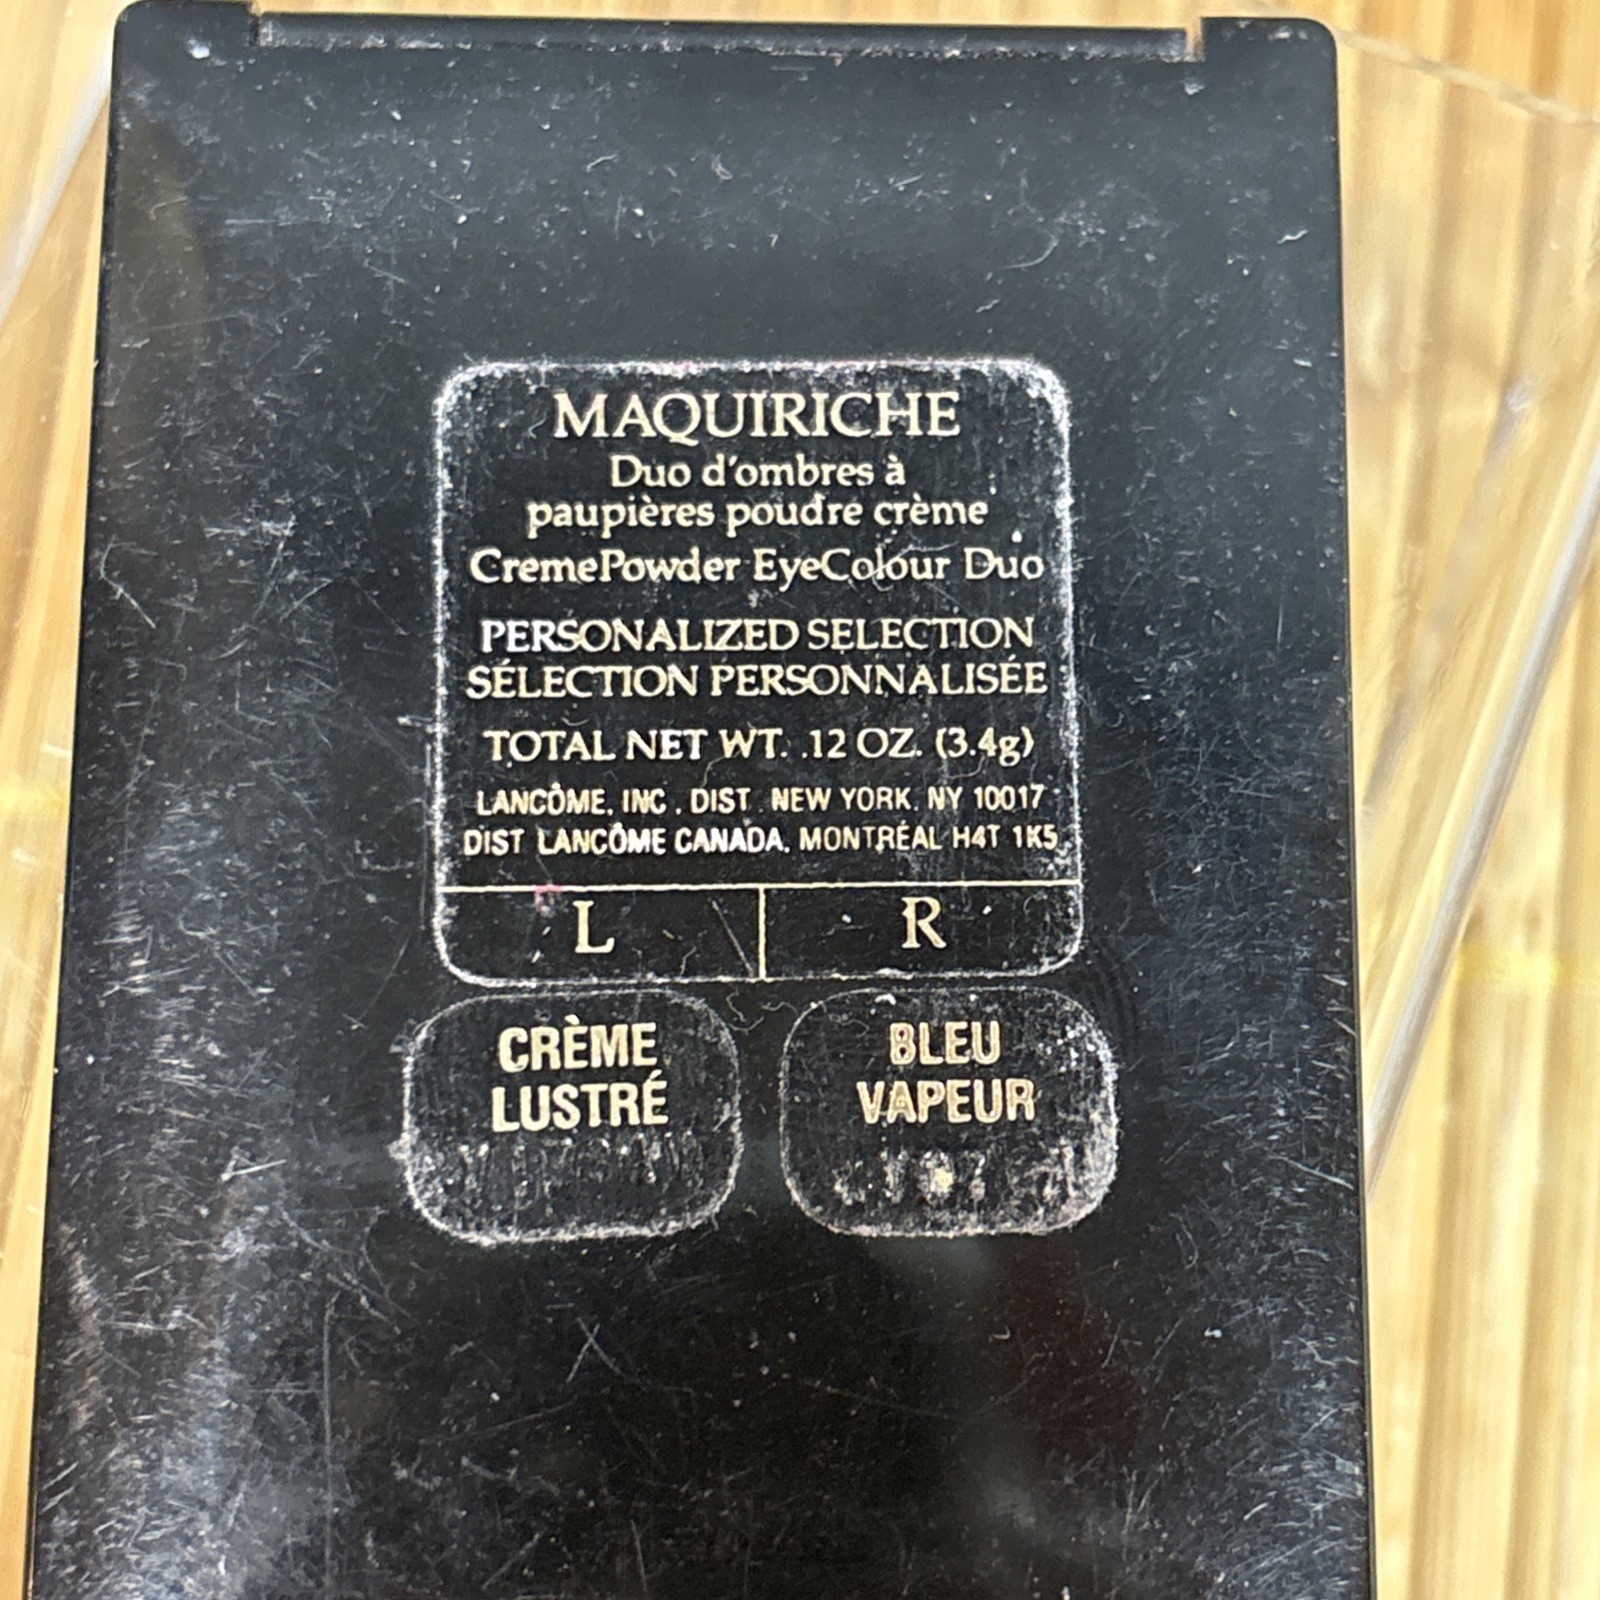 MAQUIRICHE
Duo d'ombres à
paupières poudre crème
CremePowder EyeColour Duo
PERSONALIZED SELECTION
SÉLECTION PERSONNALISÉE
TOTAL NET WT. .12 OZ. (3.4g)
LANCÔME, INC., DIST. NEW YORK, NY 10017
DIST. LANCÔME CANADA, MONTRÉAL H4T 1K5
L R
CRÈME BLEU
LUSTRÉ VAPEUR